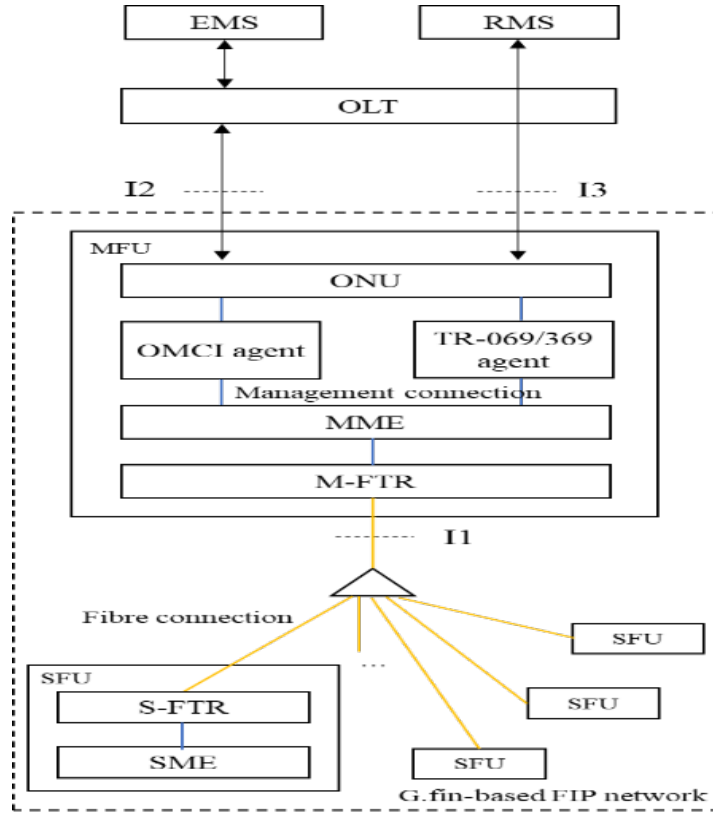 EMS
RMS
OLT
I2
I3
MFU
ONU
OMCI agent
TR-069/369
agent
Management connection
MME
M-FTR
I1
Fibre connection
...
SFU
SFU
S-FTR
SFU
SME
SFU
G.fin-based FIP network